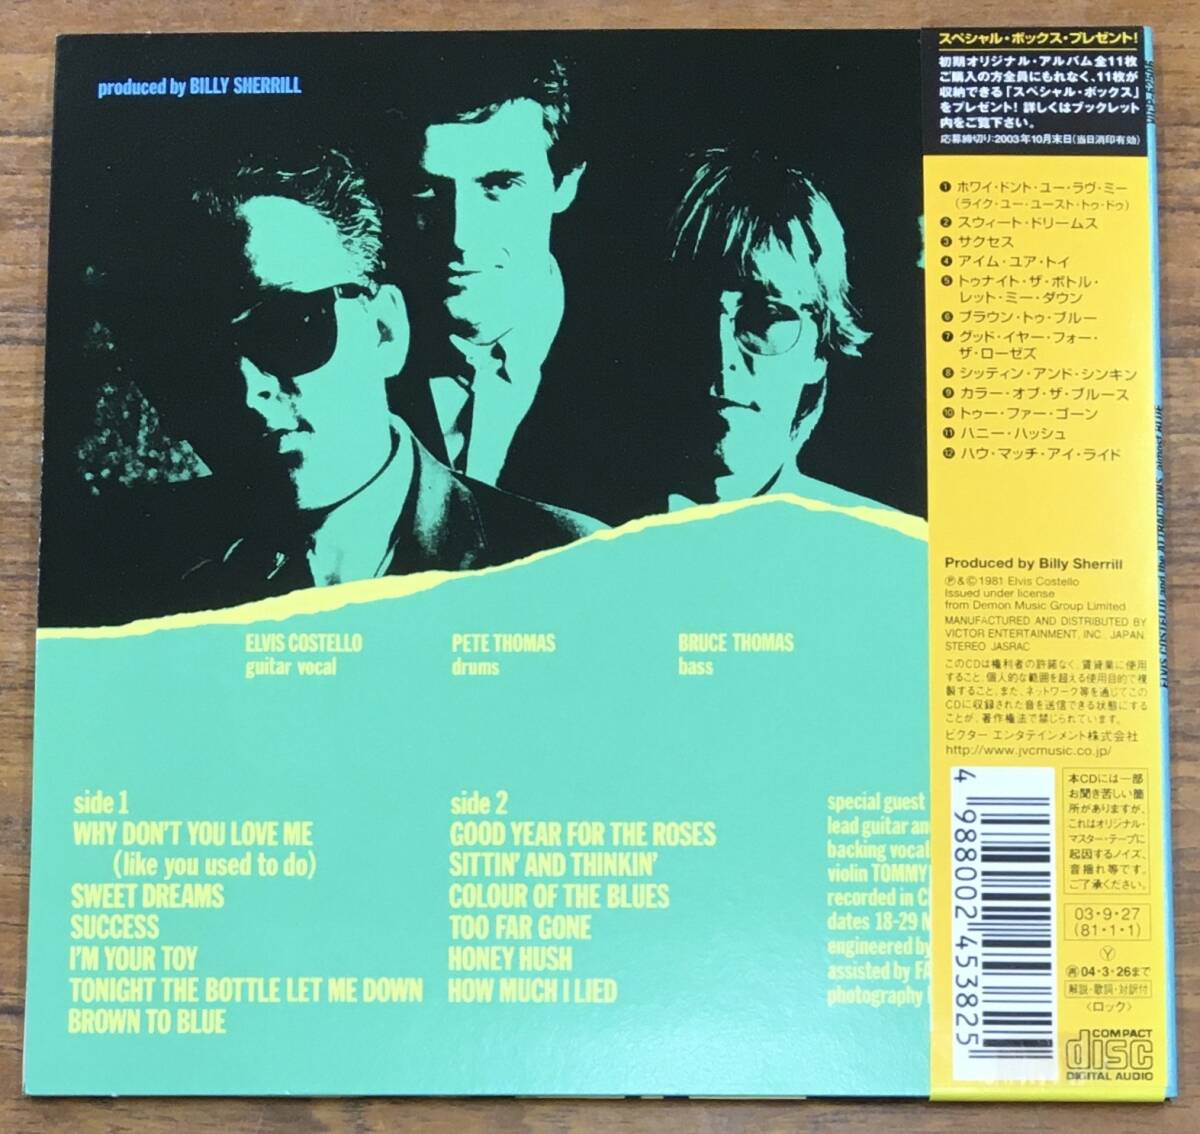 produced by BILLY SHERRILL
ELVIS COSTELLO
guitar vocal
PETE THOMAS
drums
BRUCE THOMAS
bass
side 1
WHY DON'T YOU LOVE ME
(like you used to do)
SWEET DREAMS
SUCCESS
I'M YOUR TOY
TONIGHT THE BOTTLE LET ME DOWN
BROWN TO BLUE
side 2
GOOD YEAR FOR THE ROSES
SITTIN' AND THINKIN'
COLOUR OF THE BLUES
TOO FAR GONE
HONEY HUSH
HOW MUCH I LIED
special guest
lead guitar an
backing vocal
violin TOMMY
recorded in C
dates 18-29 M
engineered by
assisted by FA
photography
スペシャル・ボックス・プレゼント!
初期オリジナル・アルバム全11枚
ご購入の方全員にもれなく、11枚が
収納できる「スペシャル・ボックス」
をプレゼント! 詳しくはブックレット
内をご覧下さい。
応募締切り:2003年10月末日(当日消印有効)
❶ ホワイ・ドント・ユー・ラヴ・ミー
(ライク・ユー・ユースト・トゥ・ドゥ)
❷ スウィート・ドリームス
❸ サクセス
❹ アイム・ユア・トイ
❺ トゥナイト・ザ・ボトル・
レット・ミー・ダウン
❻ ブラウン・トゥ・ブルー
❼ グッド・イヤー・フォー・
ザ・ローゼズ
❽ シッティン・アンド・シンキン
❾ カラー・オブ・ザ・ブルース
❿ トゥー・ファー・ゴーン
⓫ ハニー・ハッシュ
⓬ ハウ・マッチ・アイ・ライド
Produced by Billy Sherrill
Ⓟ&Ⓒ1981 Elvis Costello
Issued under license
from Demon Music Group Limited
MANUFACTURED AND DISTRIBUTED BY
VICTOR ENTERTAINMENT, INC. JAPAN.
STEREO JASRAC
このCDは権利者の許諾なく、賃貸業に使用
すること、個人的な範囲を超える使用目的で複
製すること、また、ネットワーク等を通じてこの
CDに収録された音を送信できる状態にする
ことが、著作権法で禁じられています。
ビクター エンタテインメント株式会社
http://www.jvcmusic.co.jp/
4 988002 453825
本CDには一部
お聞き苦しい箇
所がありますが、
これはオリジナル・
マスター・テープに
起因するノイズ、
音揺れ等です。
ご了承ください。
03・9・27
(81・1・1)
Ⓨ
再04・3・26まで
解説・歌詞・対訳付
〈ロック〉
COMPACT
disc
DIGITAL AUDIO
ELVIS COSTELLO and the ATTRACTIONS almost BLUE